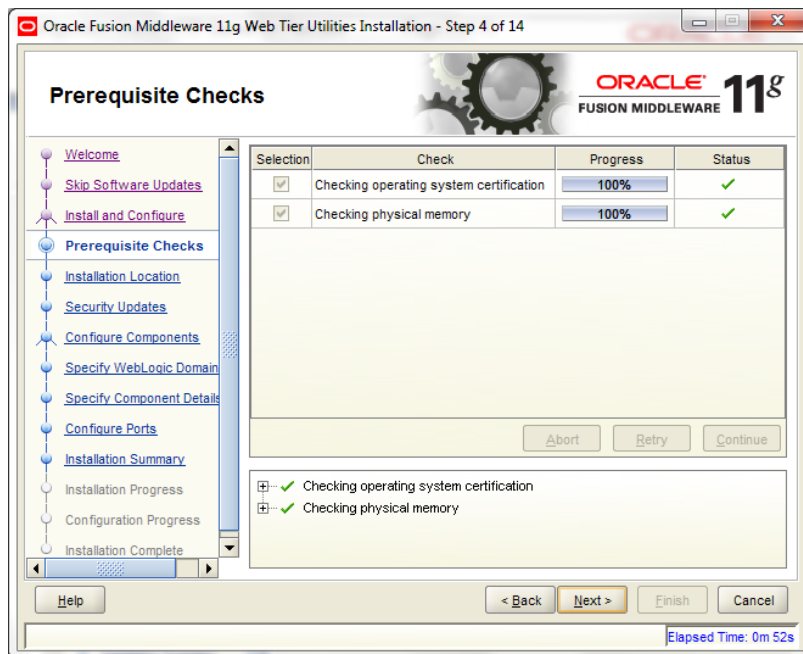 Oracle Fusion Middleware 11g Web Tier Utilities Installation - Step 4 of 14
Prerequisite Checks
ORACLE
FUSION MIDDLEWARE
11g
Welcome
Skip Software Updates
Install and Configure
Prerequisite Checks
Installation Location
Security Updates
Configure Components
Specify WebLogic Domain
Specify Component Details
Configure Ports
Installation Summary
Installation Progress
Configuration Progress
Installation Complete
Selection Check Progress Status
Checking operating system certification 100%
Checking physical memory 100%
Abort Retry Continue
Checking operating system certification
Checking physical memory
Help < Back Next > Finish Cancel
Elapsed Time: 0m 52s